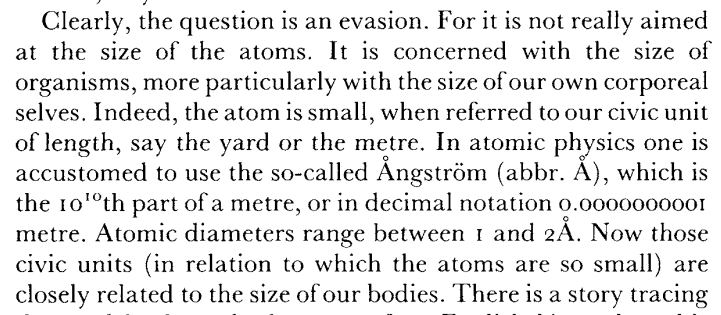 Clearly, the question is an evasion. For it is not really aimed
at the size of the atoms. It is concerned with the size of
organisms, more particularly with the size of our own corporeal
selves. Indeed, the atom is small, when referred to our civic unit
of length, say the yard or the metre. In atomic physics one is
accustomed to use the so-called Ångström (abbr. Å), which is
the 10¹⁰th part of a metre, or in decimal notation 0.0000000001
metre. Atomic diameters range between 1 and 2Å. Now those
civic units (in relation to which the atoms are so small) are
closely related to the size of our bodies. There is a story tracing